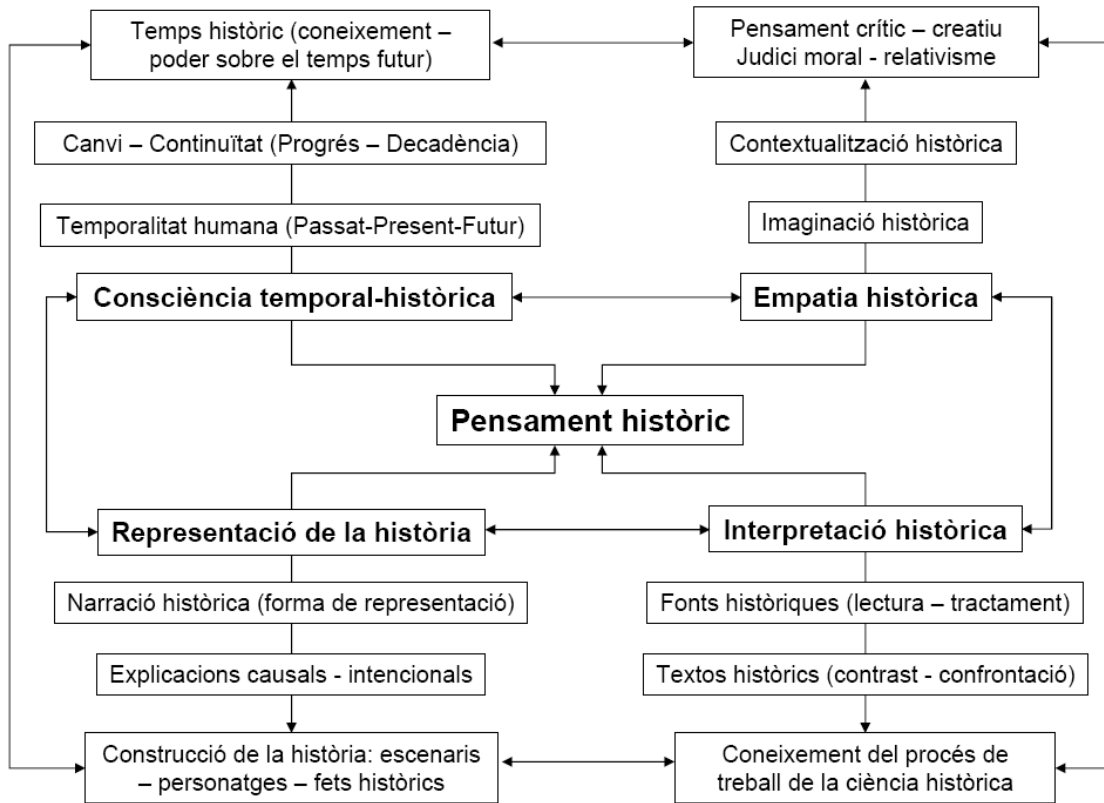 Temps històric (coneixement –
poder sobre el temps futur)
Pensament crític – creatiu
Judici moral - relativisme
Canvi – Continuïtat (Progrés – Decadència)
Contextualització històrica
Temporalitat humana (Passat-Present-Futur)
Imaginació històrica
Consciència temporal-històrica
Empatia històrica
Pensament històric
Representació de la història
Interpretació històrica
Narració històrica (forma de representació)
Fonts històriques (lectura – tractament)
Explicacions causals - intencionals
Textos històrics (contrast - confrontació)
Construcció de la història: escenaris
– personatges – fets històrics
Coneixement del procés de
treball de la ciència històrica